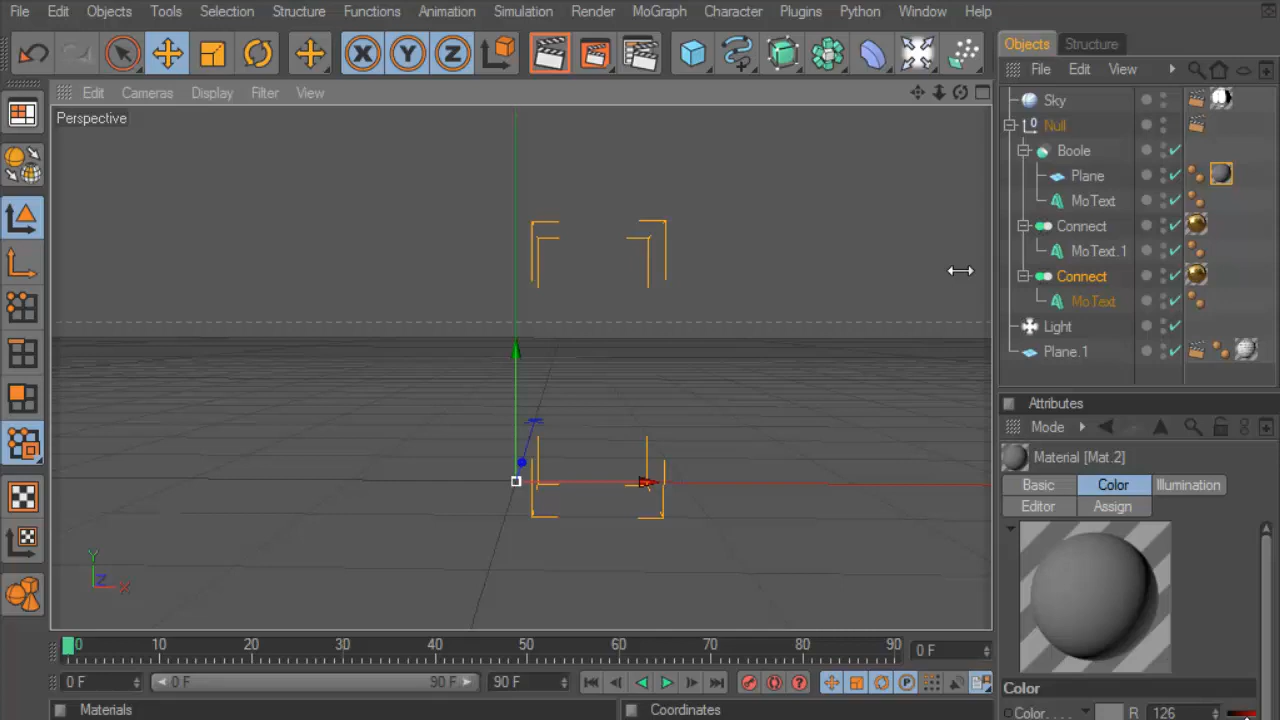 File Edit Objects Tools Selection Structure Functions Animation Simulation Render MoGraph Character Plugins Python Window Help
Objects Structure
File Edit View
Edit Cameras Display Filter View
Perspective
Sky
Null
Boole
Plane
MoText
Connect
MoText.1
Connect
MoText
Light
Plane.1
Attributes
Mode
Material [Mat.2]
Basic Color Illumination
Editor Assign
Y
Z X
0 10 20 30 40 50 60 70 80 90 0 F
0 F 0 F 90 F 90 F
Color
Color. . . . R 126
Materials Coordinates